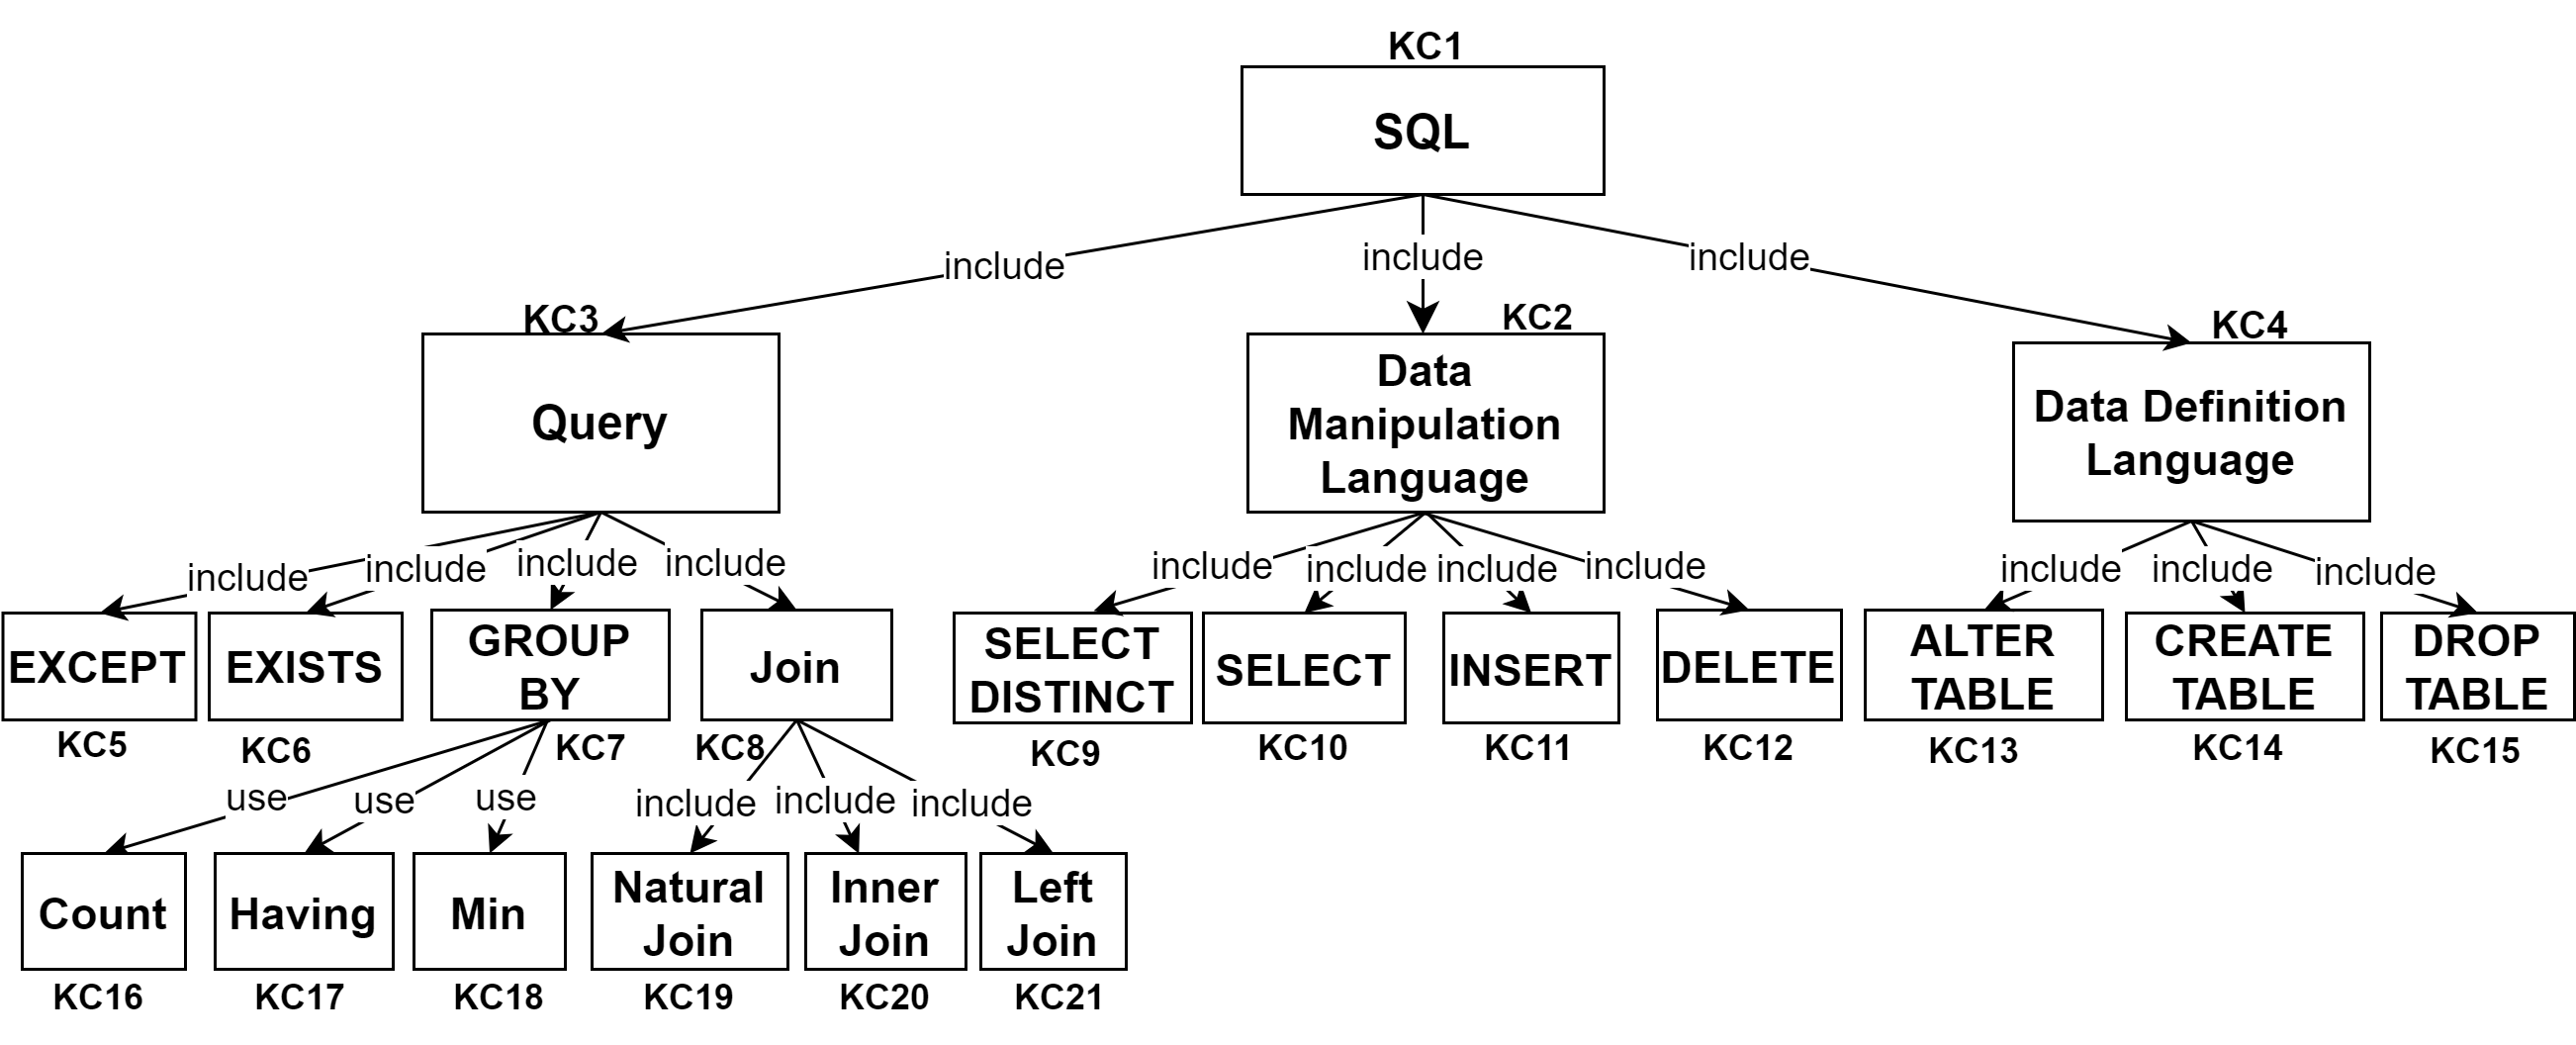 KC1
SQL
include
include
include
KC3
KC2
KC4
Query
Data
Manipulation
Language
Data Definition
Language
include
include
include
include
include
include
include
include
include
include
include
EXCEPT
EXISTS
GROUP
BY
Join
SELECT
DISTINCT
SELECT
INSERT
DELETE
ALTER
TABLE
CREATE
TABLE
DROP
TABLE
KC5
KC6
KC7
KC8
KC9
KC10
KC11
KC12
KC13
KC14
KC15
use
use
use
include
include
include
Count
Having
Min
Natural
Join
Inner
Join
Left
Join
KC16
KC17
KC18
KC19
KC20
KC21